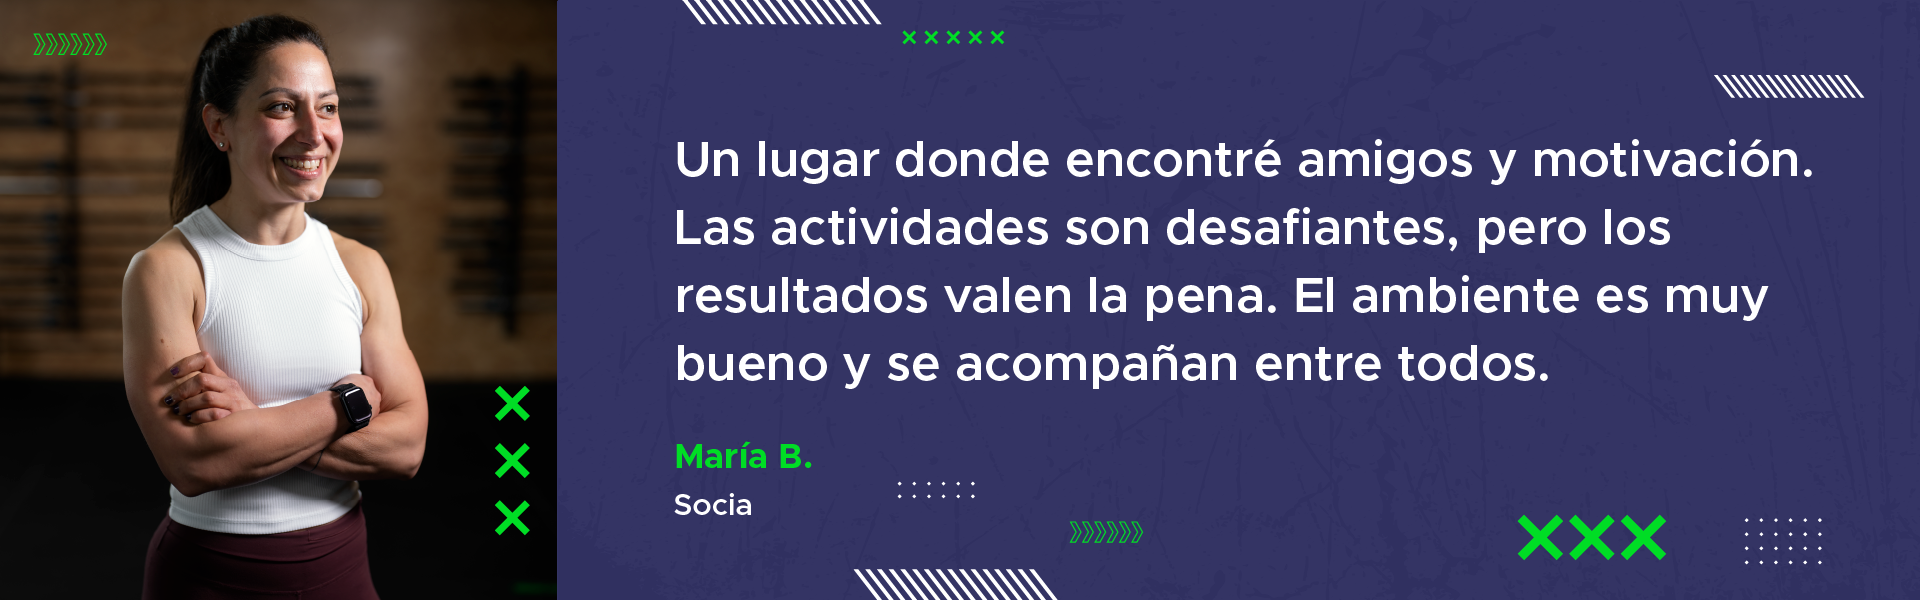 Un lugar donde encontré amigos y motivación.
Las actividades son desafiantes, pero los
resultados valen la pena. El ambiente es muy
bueno y se acompañan entre todos.
María B.
Socia